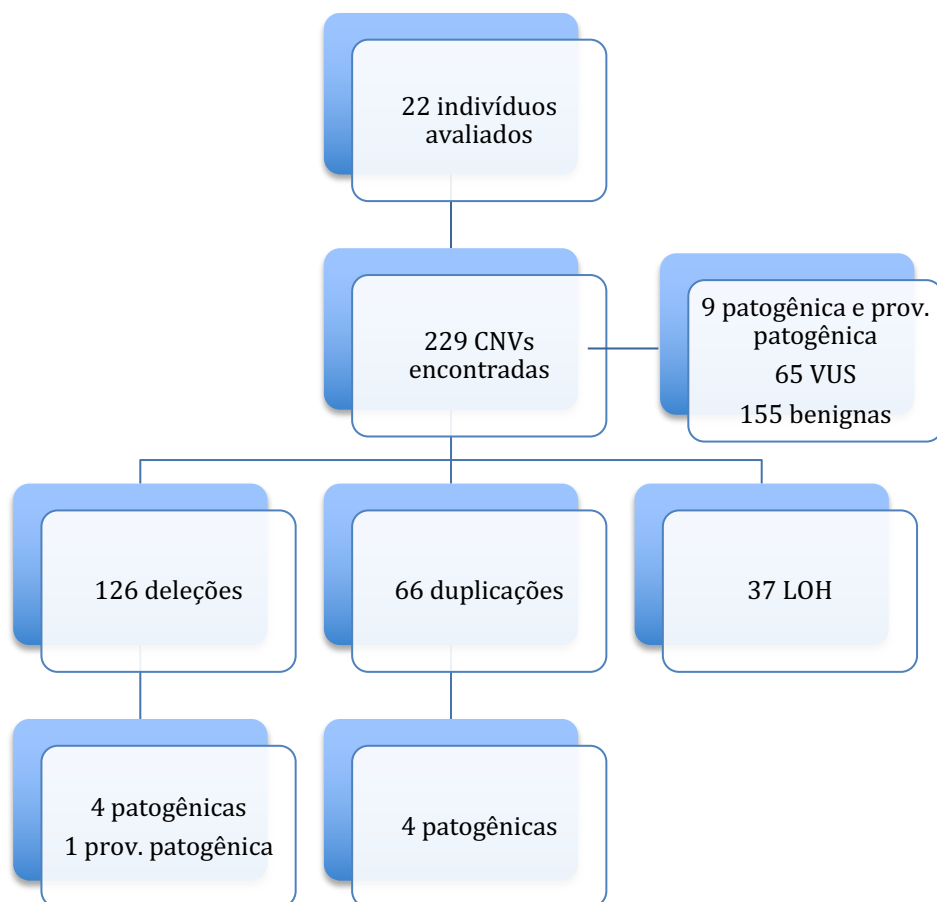 22 indivíduos
avaliados
229 CNVs
encontradas
9 patogênica e prov.
patogênica
65 VUS
155 benignas
126 deleções
66 duplicações
37 LOH
4 patogênicas
1 prov. patogênica
4 patogênicas